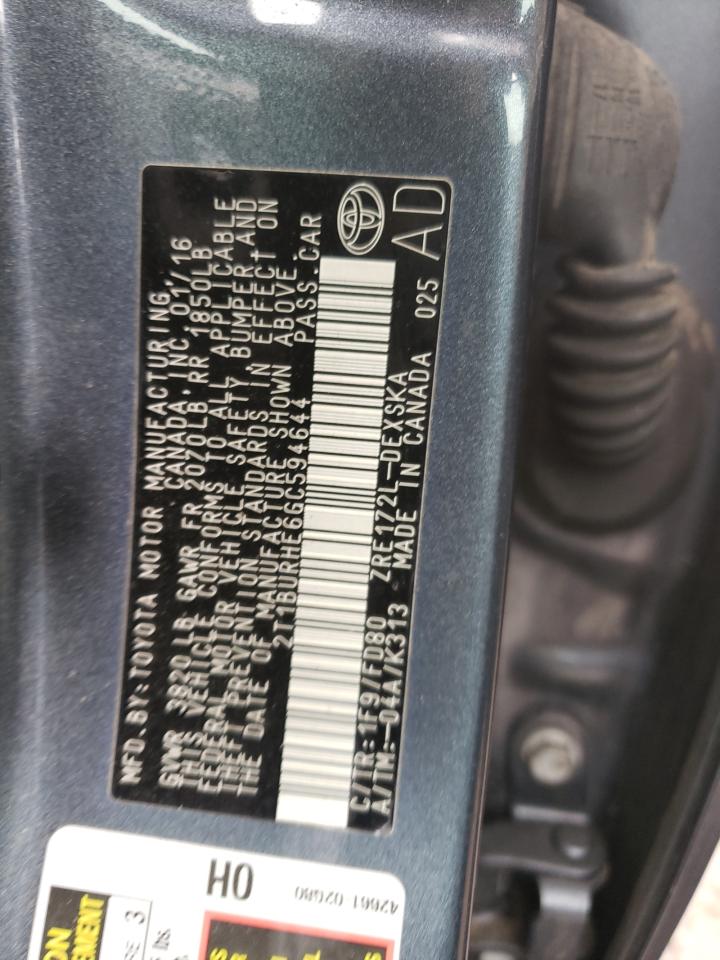 MFD.BY:TOYOTA MOTOR MANUFACTURING
CANADA, INC. 01/16
GVWR 3820 LB GAWR FR 2070LB RR 1850LB
THIS VEHICLE CONFORMS TO ALL APPLICABLE
FEDERAL MOTOR VEHICLE SAFETY, BUMPER AND
THEFT PREVENTION STANDARDS IN EFFECT ON
THE DATE OF MANUFACTURE SHOWN ABOVE.
2T1BURHE6GC594644 PASS.CAR
C/TR:1F9/FD80 ZRE172L-DEXSKA
A/TM:-04A/K313 MADE IN CANADA 025
AD
OH
42661-02G80
3
lbs.